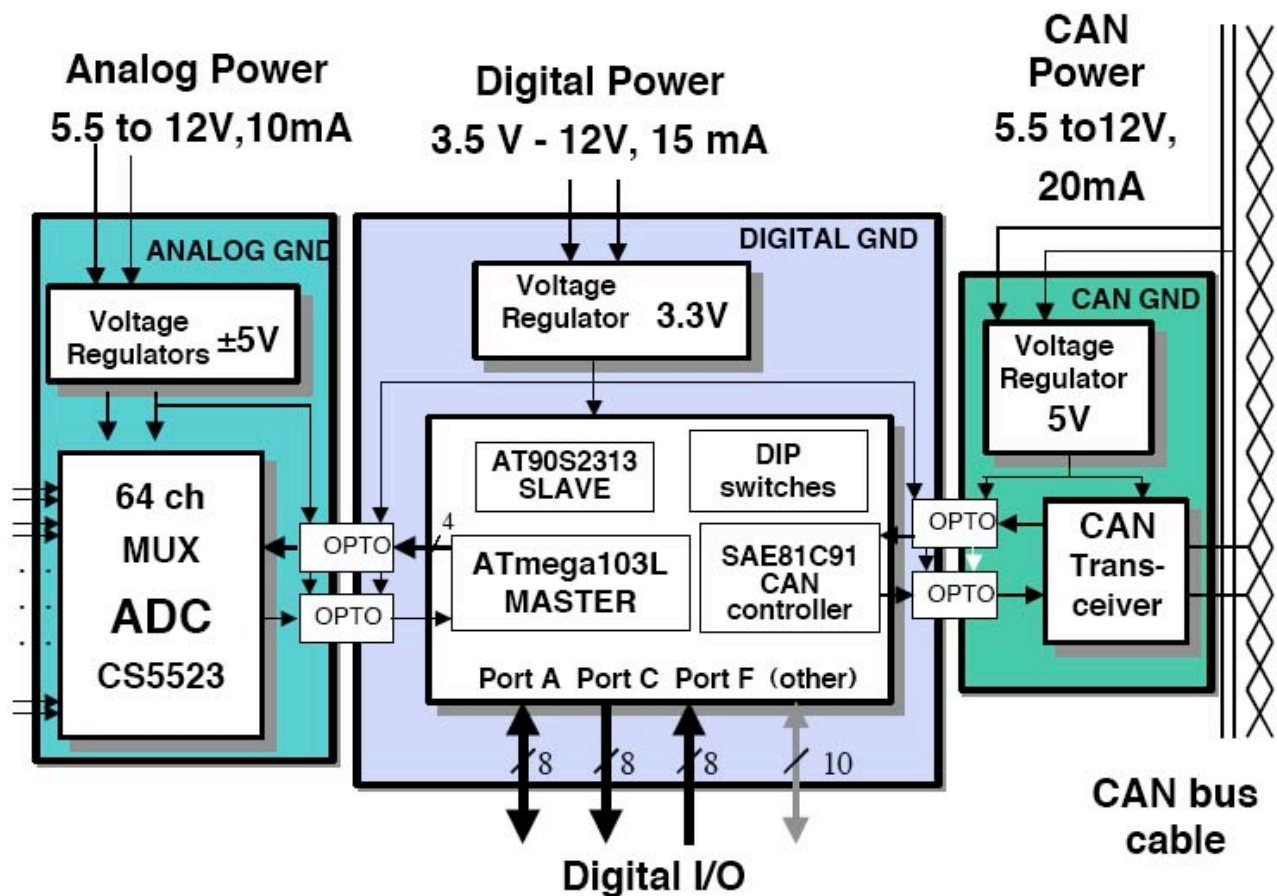 Analog Power
5.5 to 12V,10mA
Digital Power
3.5 V - 12V, 15 mA
CAN
Power
5.5 to12V,
20mA
ANALOG GND
Voltage
Regulators ±5V
64 ch
MUX
ADC
CS5523
OPTO
OPTO
4
DIGITAL GND
Voltage
Regulator 3.3V
AT90S2313
SLAVE
DIP
switches
ATmega103L
MASTER
SAE81C91
CAN
controller
Port A Port C Port F (other)
8
8
8
10
Digital I/O
OPTO
OPTO
CAN GND
Voltage
Regulator
5V
CAN
Trans-
ceiver
CAN bus
cable